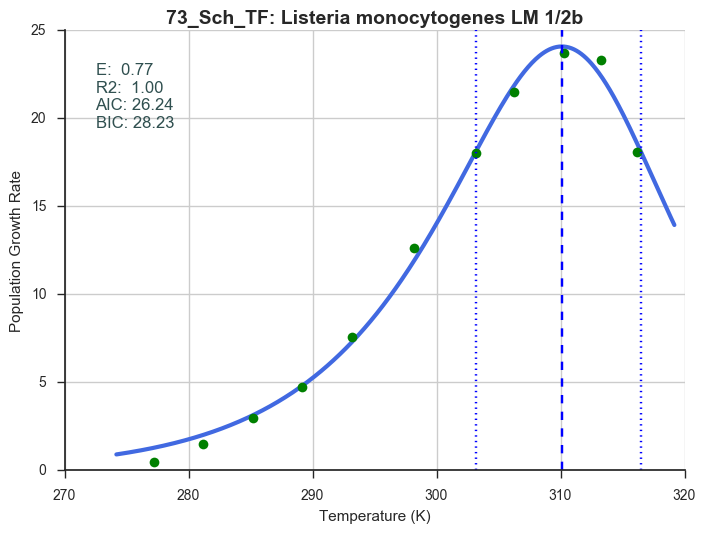 73_Sch_TF: Listeria monocytogenes LM 1/2b
E:  0.77
R2:  1.00
AIC: 26.24
BIC: 28.23
Population Growth Rate
25
20
15
10
5
0
270 280 290 300 310 320
Temperature (K)